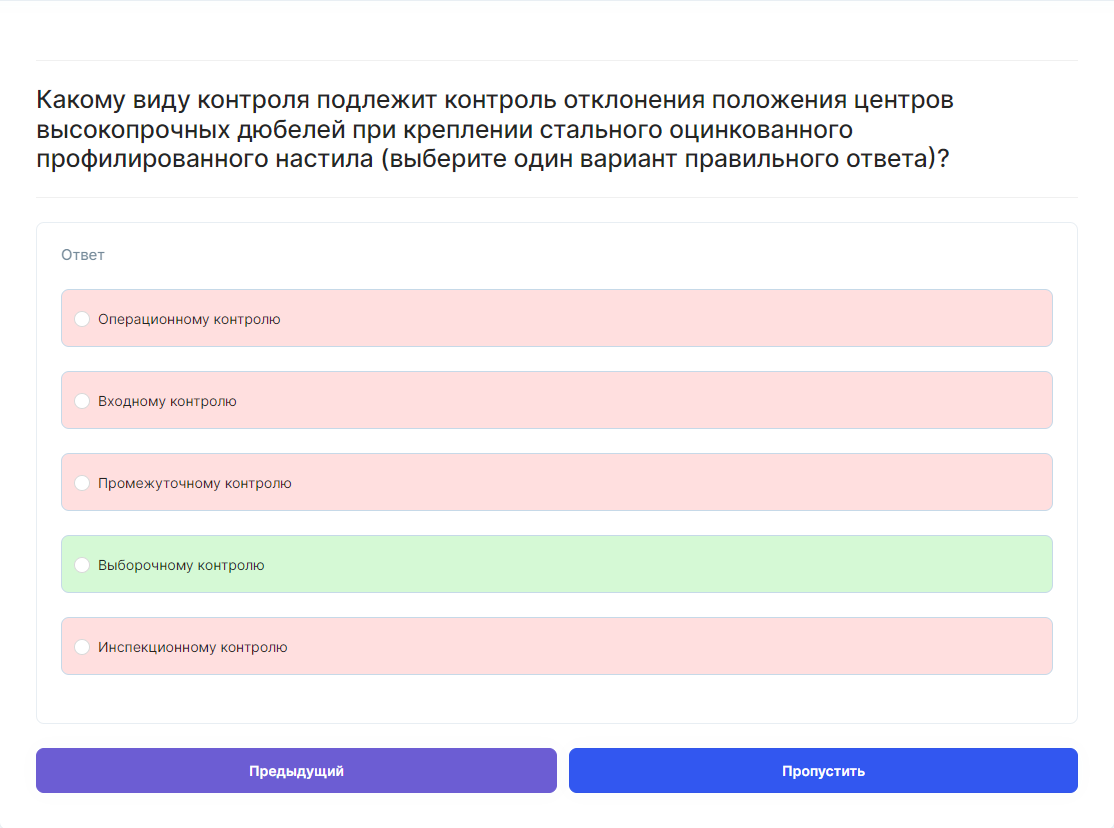 Какому виду контроля подлежит контроль отклонения положения центров
высокопрочных дюбелей при креплении стального оцинкованного
профилированного настила (выберите один вариант правильного ответа)?
Ответ
Операционному контролю
Входному контролю
Промежуточному контролю
Выборочному контролю
Инспекционному контролю
Предыдущий
Пропустить